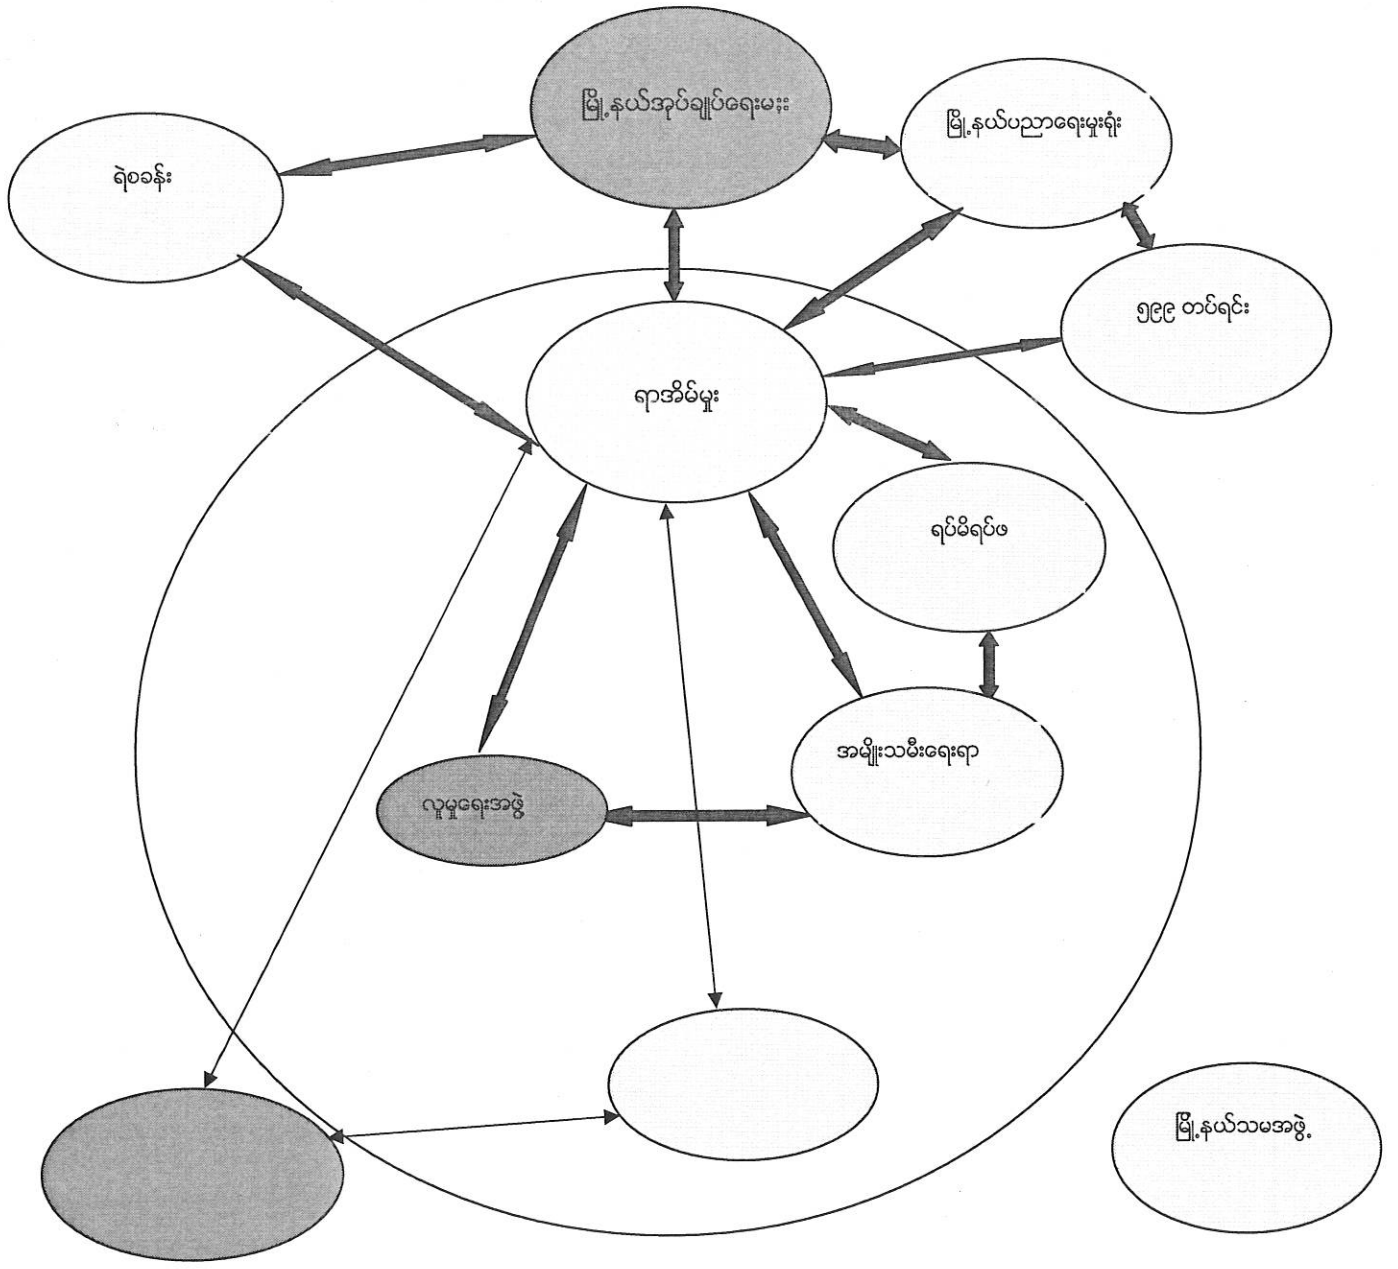 မြို့နယ်အုပ်ချုပ်ရေးမှူး
မြို့နယ်ပညာရေးမှူးရုံး
ရဲစခန်း
၅၉၉ တပ်ရင်း
ရာအိမ်မှူး
ရပ်မိရပ်ဖ
အမျိုးသမီးရေးရာ
လူမှုရေးအဖွဲ့
မြို့နယ်သမအဖွဲ့